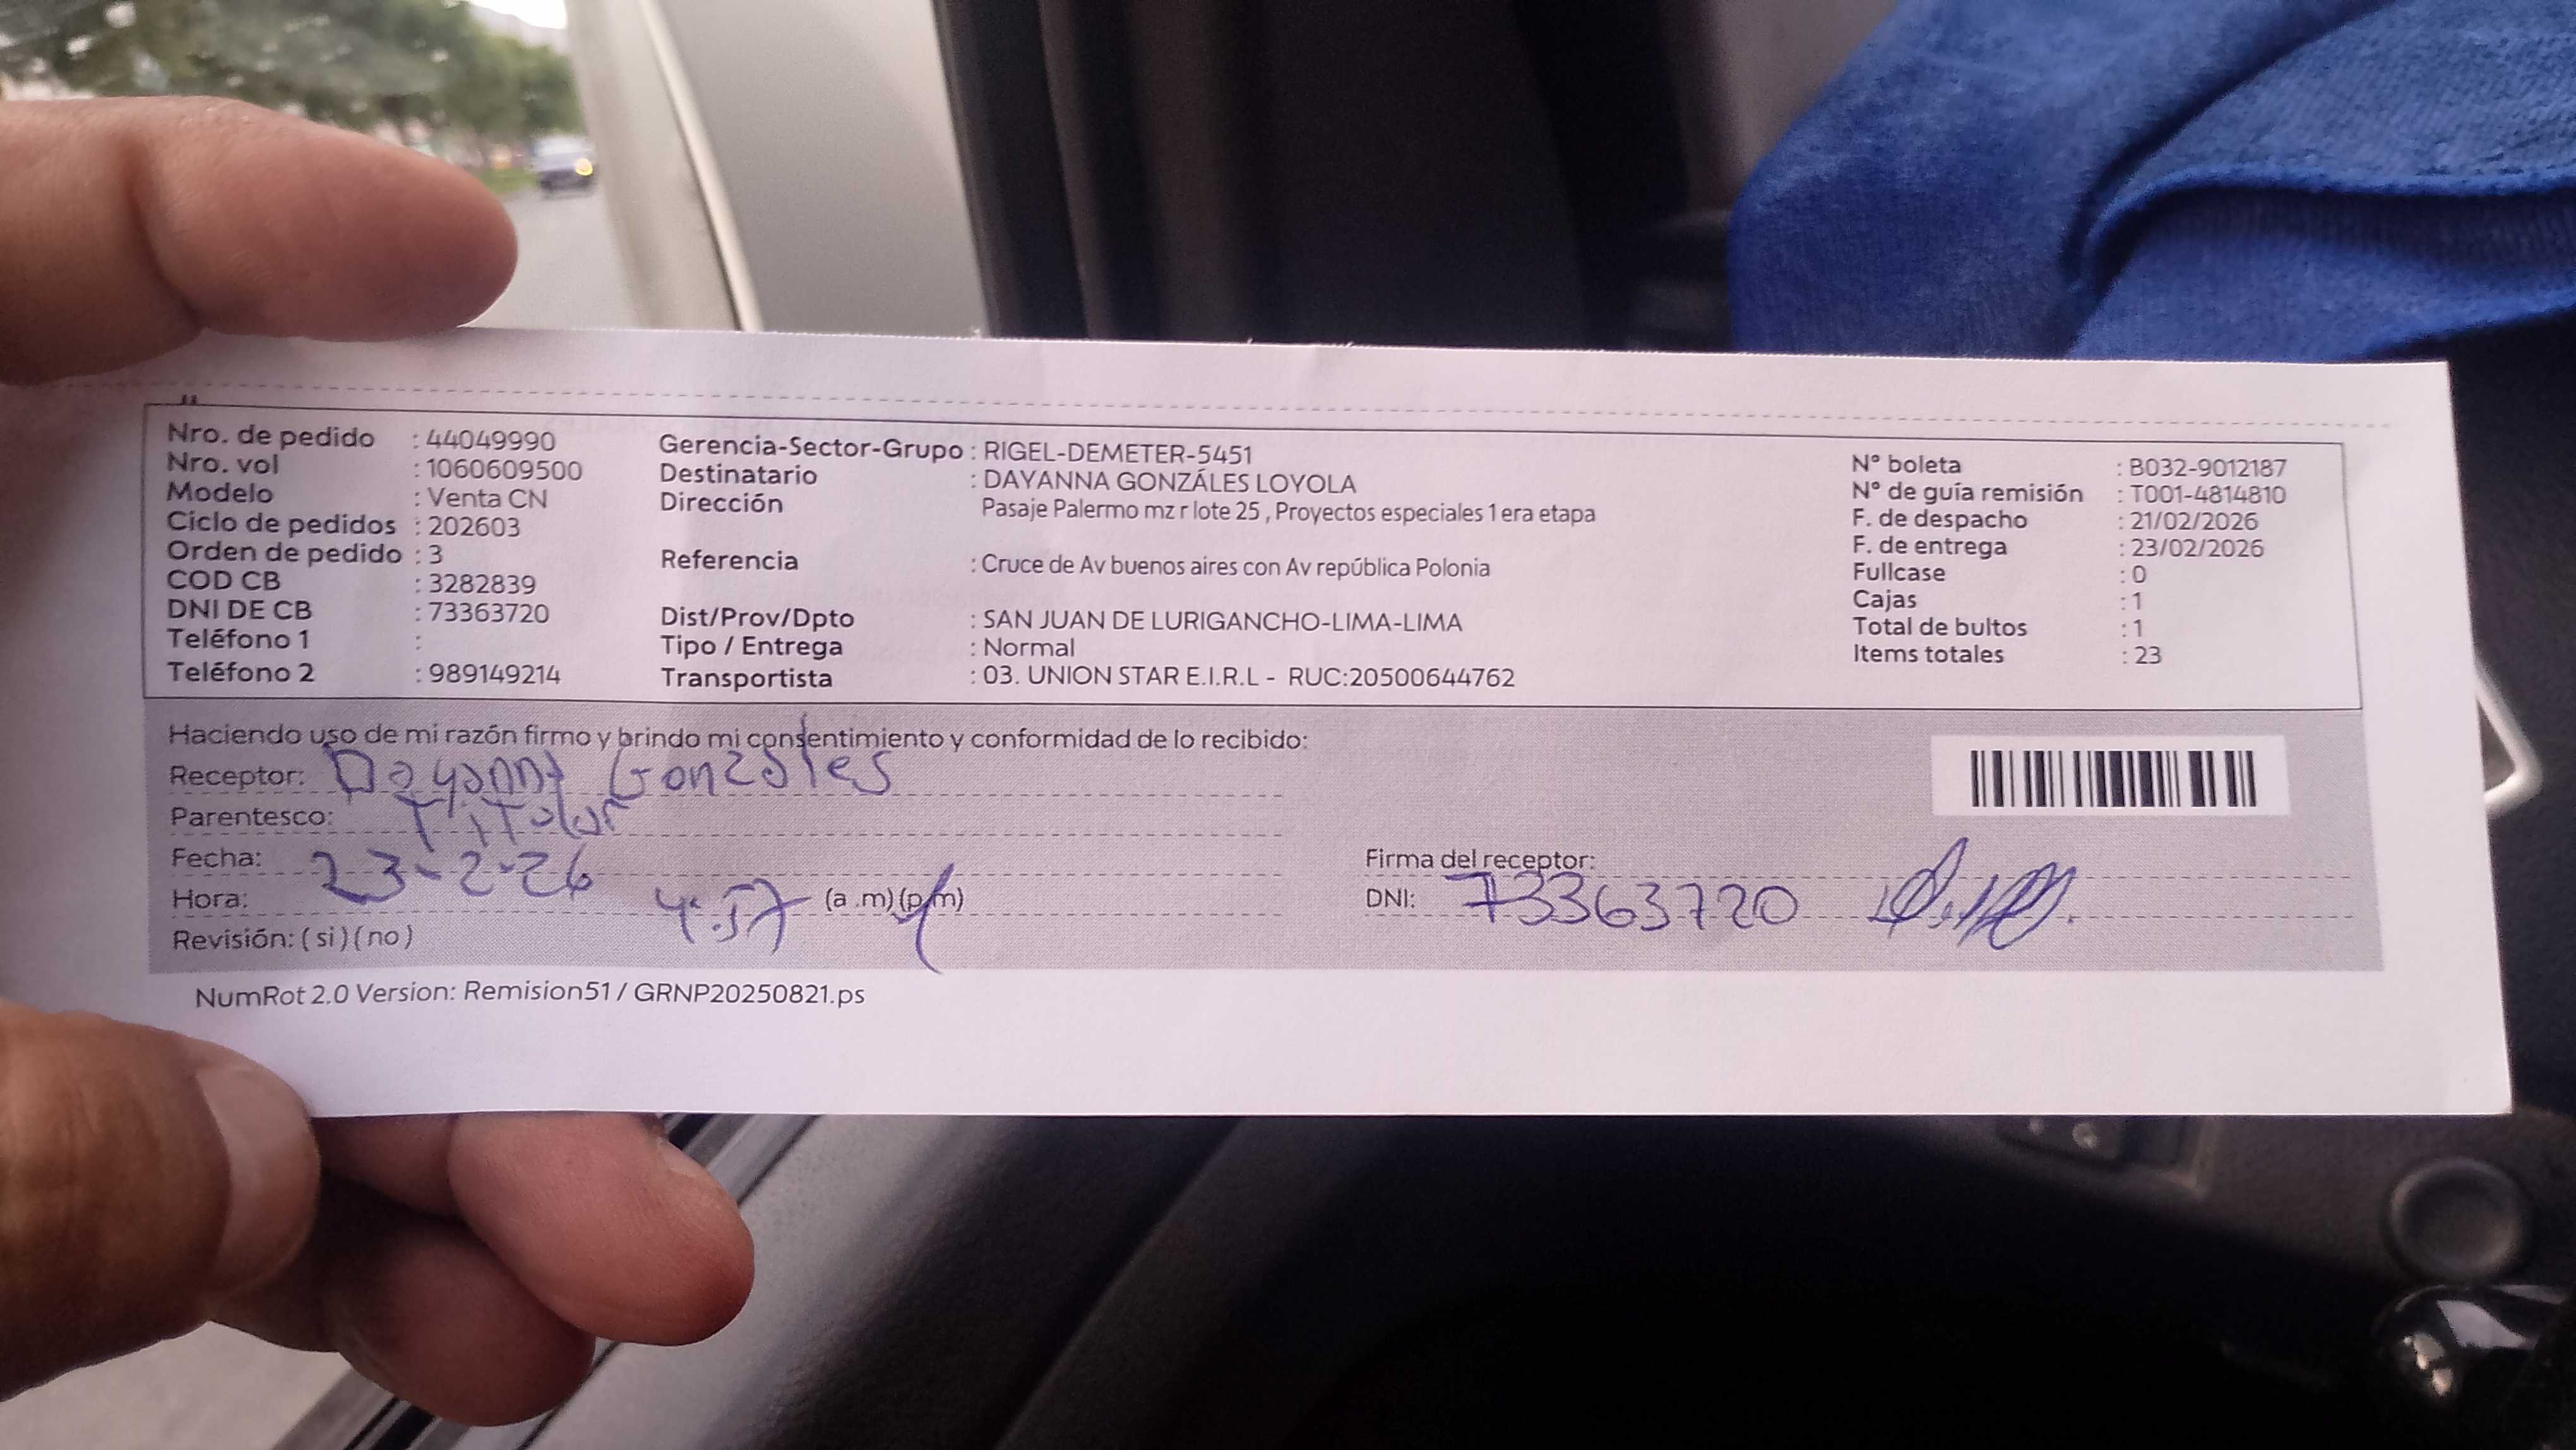 Nro. de pedido : 44049990
Nro. vol : 1060609500
Modelo : Venta CN
Ciclo de pedidos : 202603
Orden de pedido : 3
COD CB : 3282839
DNI DE CB : 73363720
Teléfono 1 :
Teléfono 2 : 989149214
Gerencia-Sector-Grupo : RIGEL-DEMETER-5451
Destinatario : DAYANNA GONZÁLES LOYOLA
Dirección Pasaje Palermo mz r lote 25 , Proyectos especiales 1 era etapa
Referencia : Cruce de Av buenos aires con Av república Polonia
Dist/Prov/Dpto : SAN JUAN DE LURIGANCHO-LIMA-LIMA
Tipo / Entrega : Normal
Transportista : 03. UNION STAR E.I.R.L - RUC:20500644762
N° boleta : B032-9012187
N° de guía remisión : T001-4814810
F. de despacho : 21/02/2026
F. de entrega : 23/02/2026
Fullcase : 0
Cajas : 1
Total de bultos : 1
Items totales : 23
Haciendo uso de mi razón firmo y brindo mi consentimiento y conformidad de lo recibido:
Receptor: Dayanna Gonzales
Parentesco: Titular
Fecha: 23-2-26
Hora: 4:57 (a .m) (p.m)
Revisión: ( si ) ( no )
Firma del receptor:
DNI: 73363720
NumRot 2.0 Version: Remision51 / GRNP20250821.ps